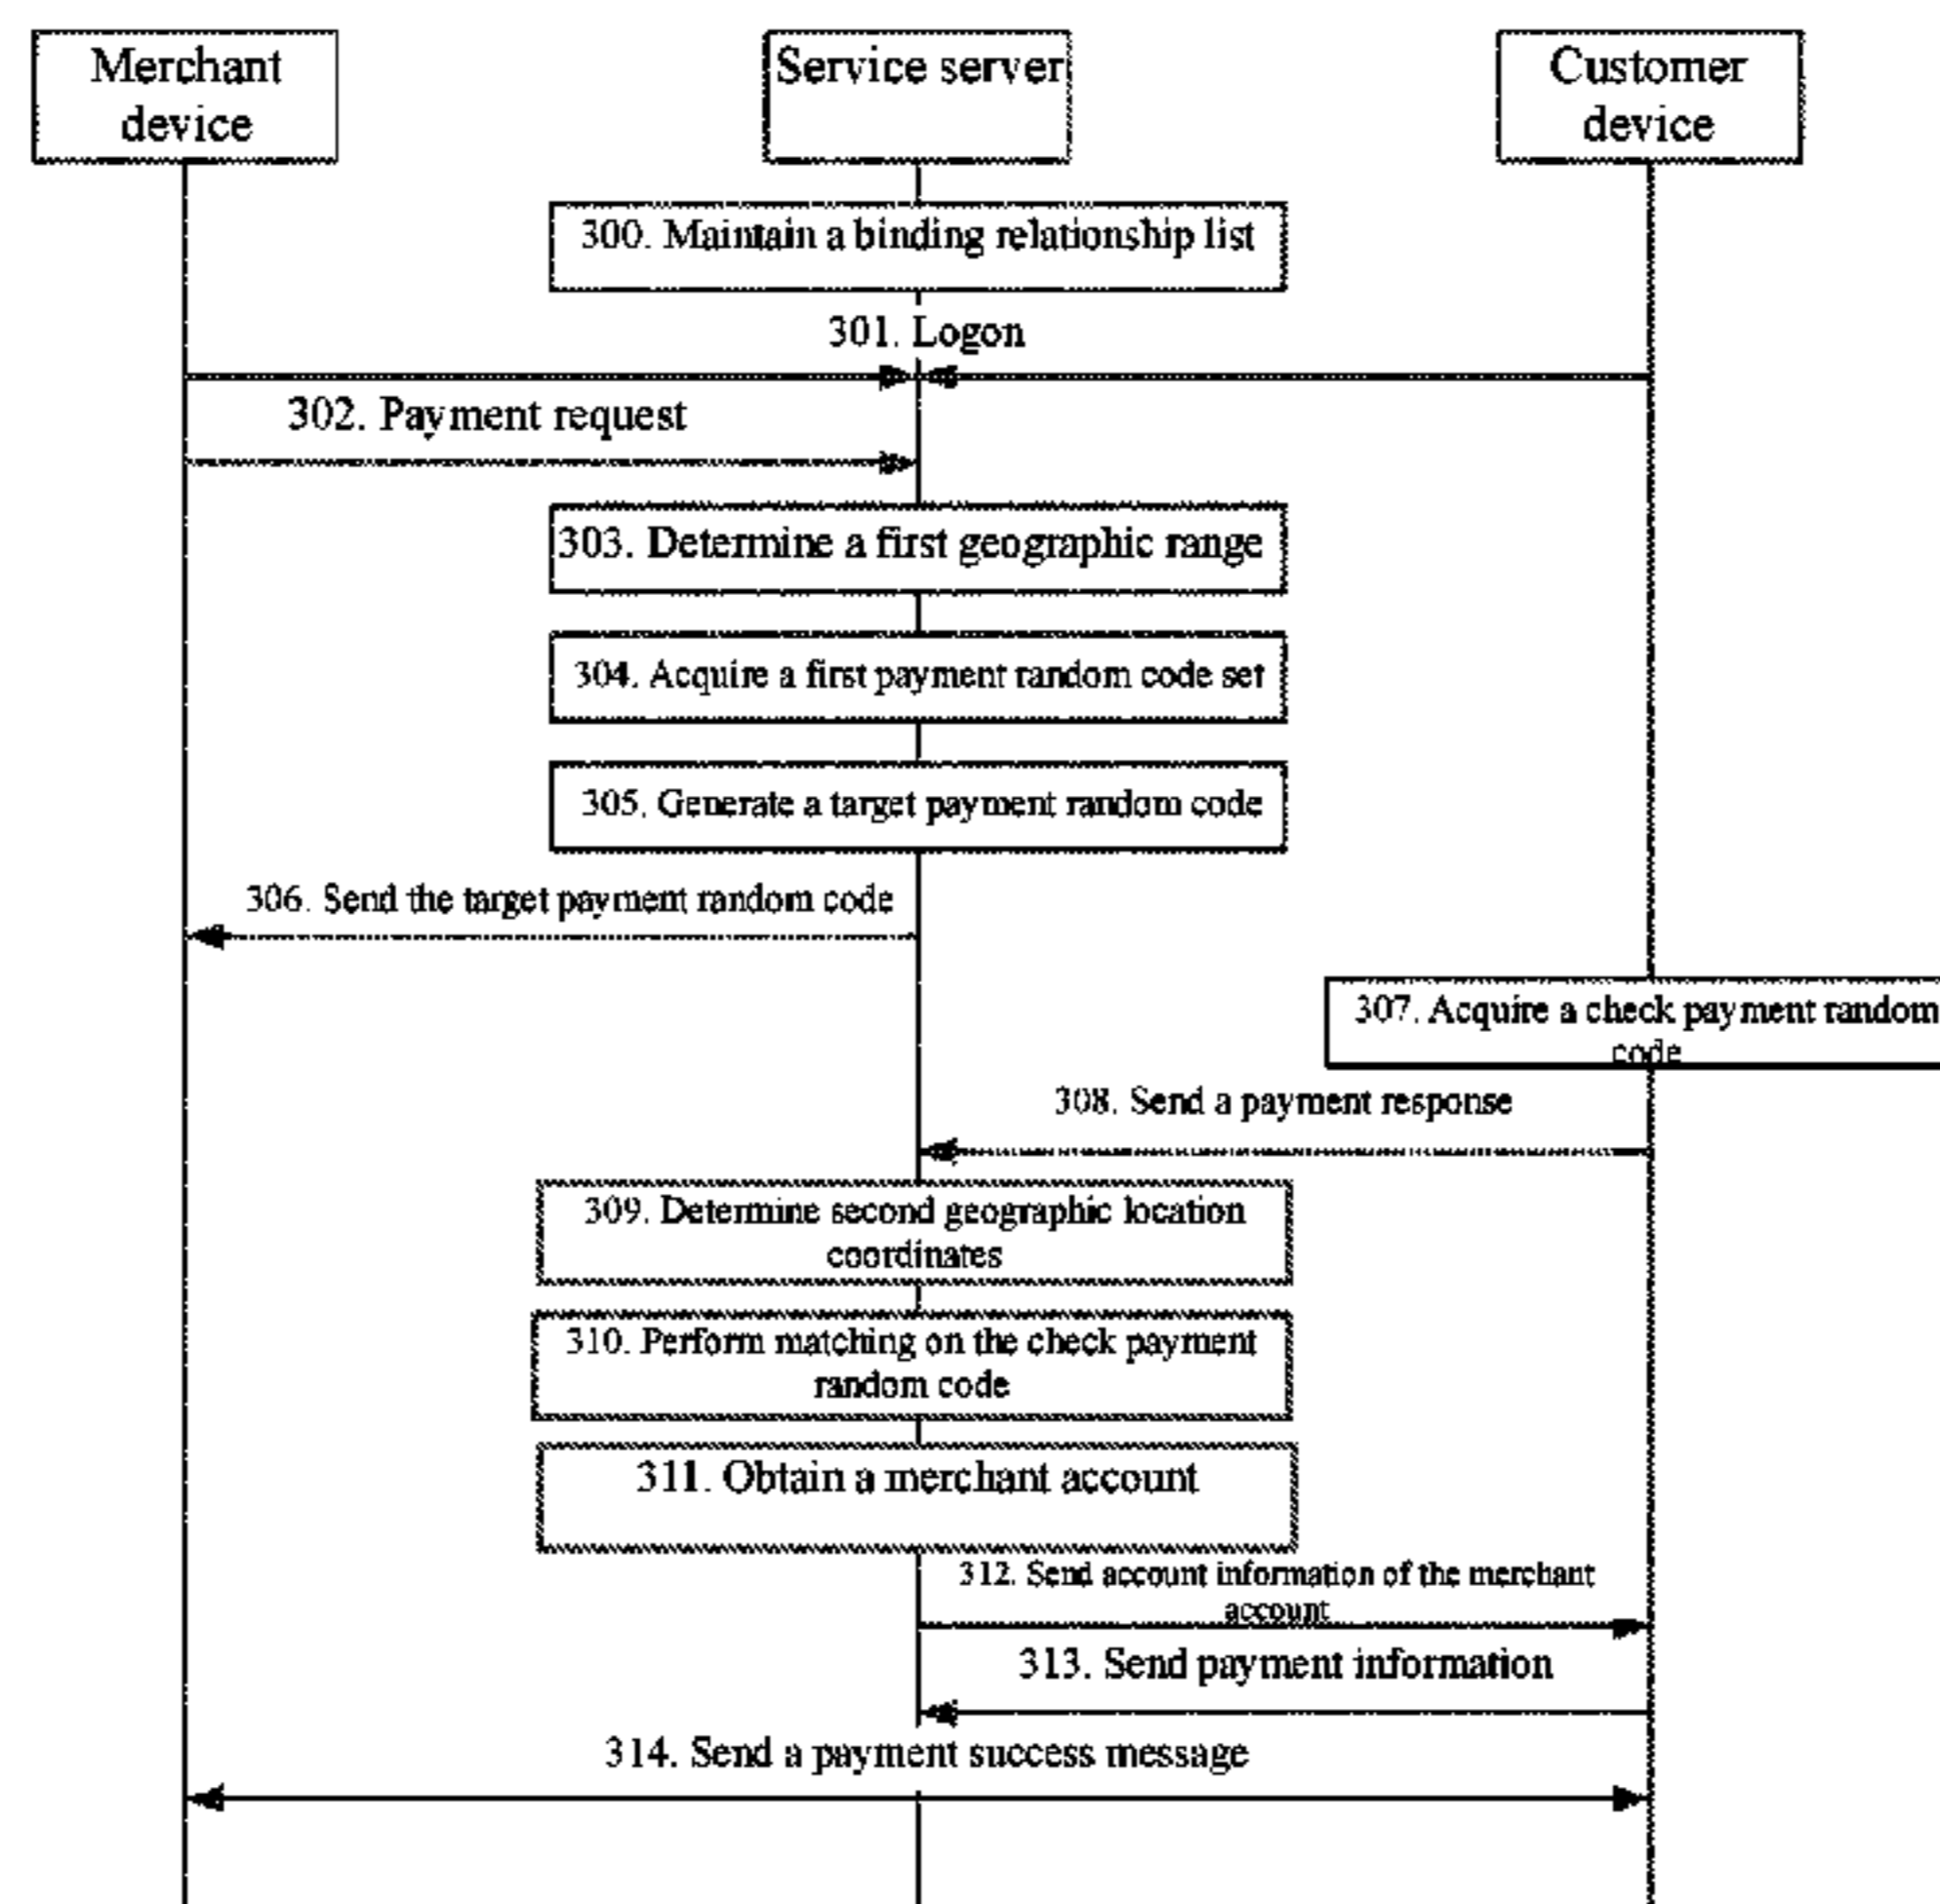 Merchant
device
Service server
Customer
device
300. Maintain a binding relationship list
301. Logon
302. Payment request
303. Determine a first geographic range
304. Acquire a first payment random code set
305. Generate a target payment random code
306. Send the target payment random code
307. Acquire a check payment random
code
308. Send a payment response
309. Determine second geographic location
coordinates
310. Perform matching on the check payment
random code
311. Obtain a merchant account
312. Send account information of the merchant
account
313. Send payment information
314. Send a payment success message